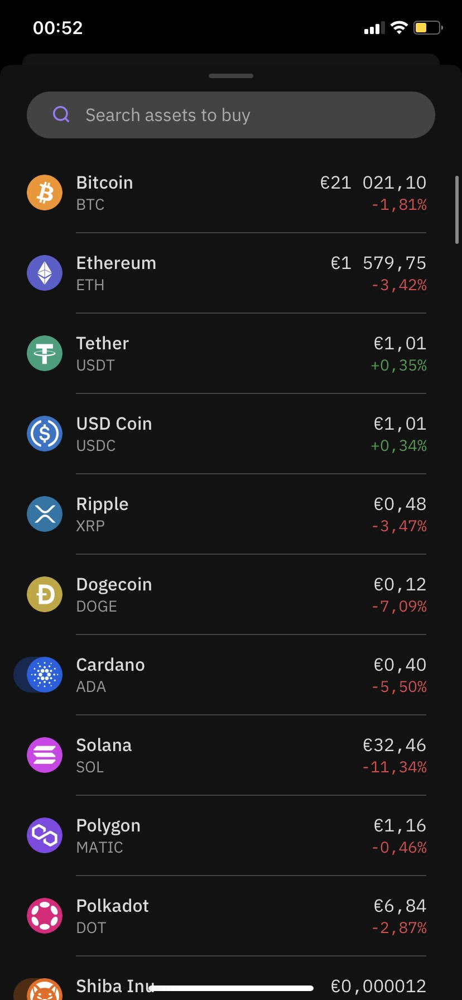 00:52
Search assets to buy
Bitcoin €21 021,10
BTC -1,81%
Ethereum €1 579,75
ETH -3,42%
Tether €1,01
USDT +0,35%
USD Coin €1,01
USDC +0,34%
Ripple €0,48
XRP -3,47%
Dogecoin €0,12
DOGE -7,09%
Cardano €0,40
ADA -5,50%
Solana €32,46
SOL -11,34%
Polygon €1,16
MATIC -0,46%
Polkadot €6,84
DOT -2,87%
Shiba Inu €0,000012